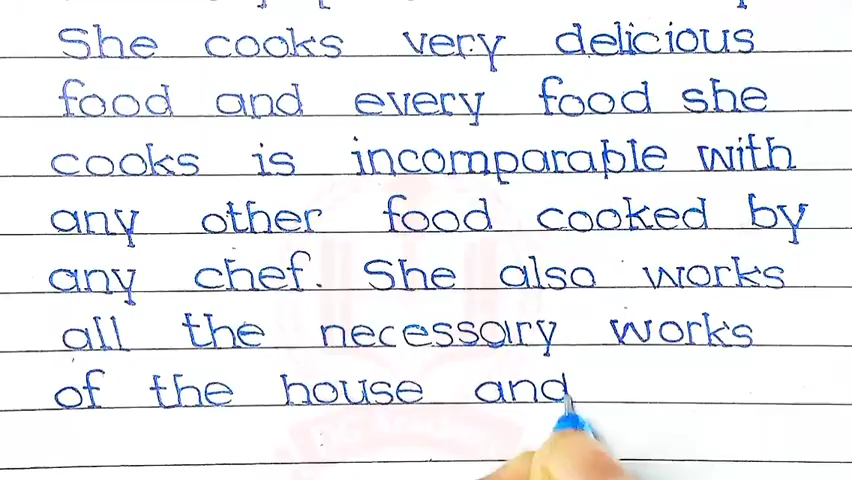 She cooks very delicious
food and every food she
cooks is incomparable with
any other food cooked by
any chef. She also works
all the necessary works
of the house and